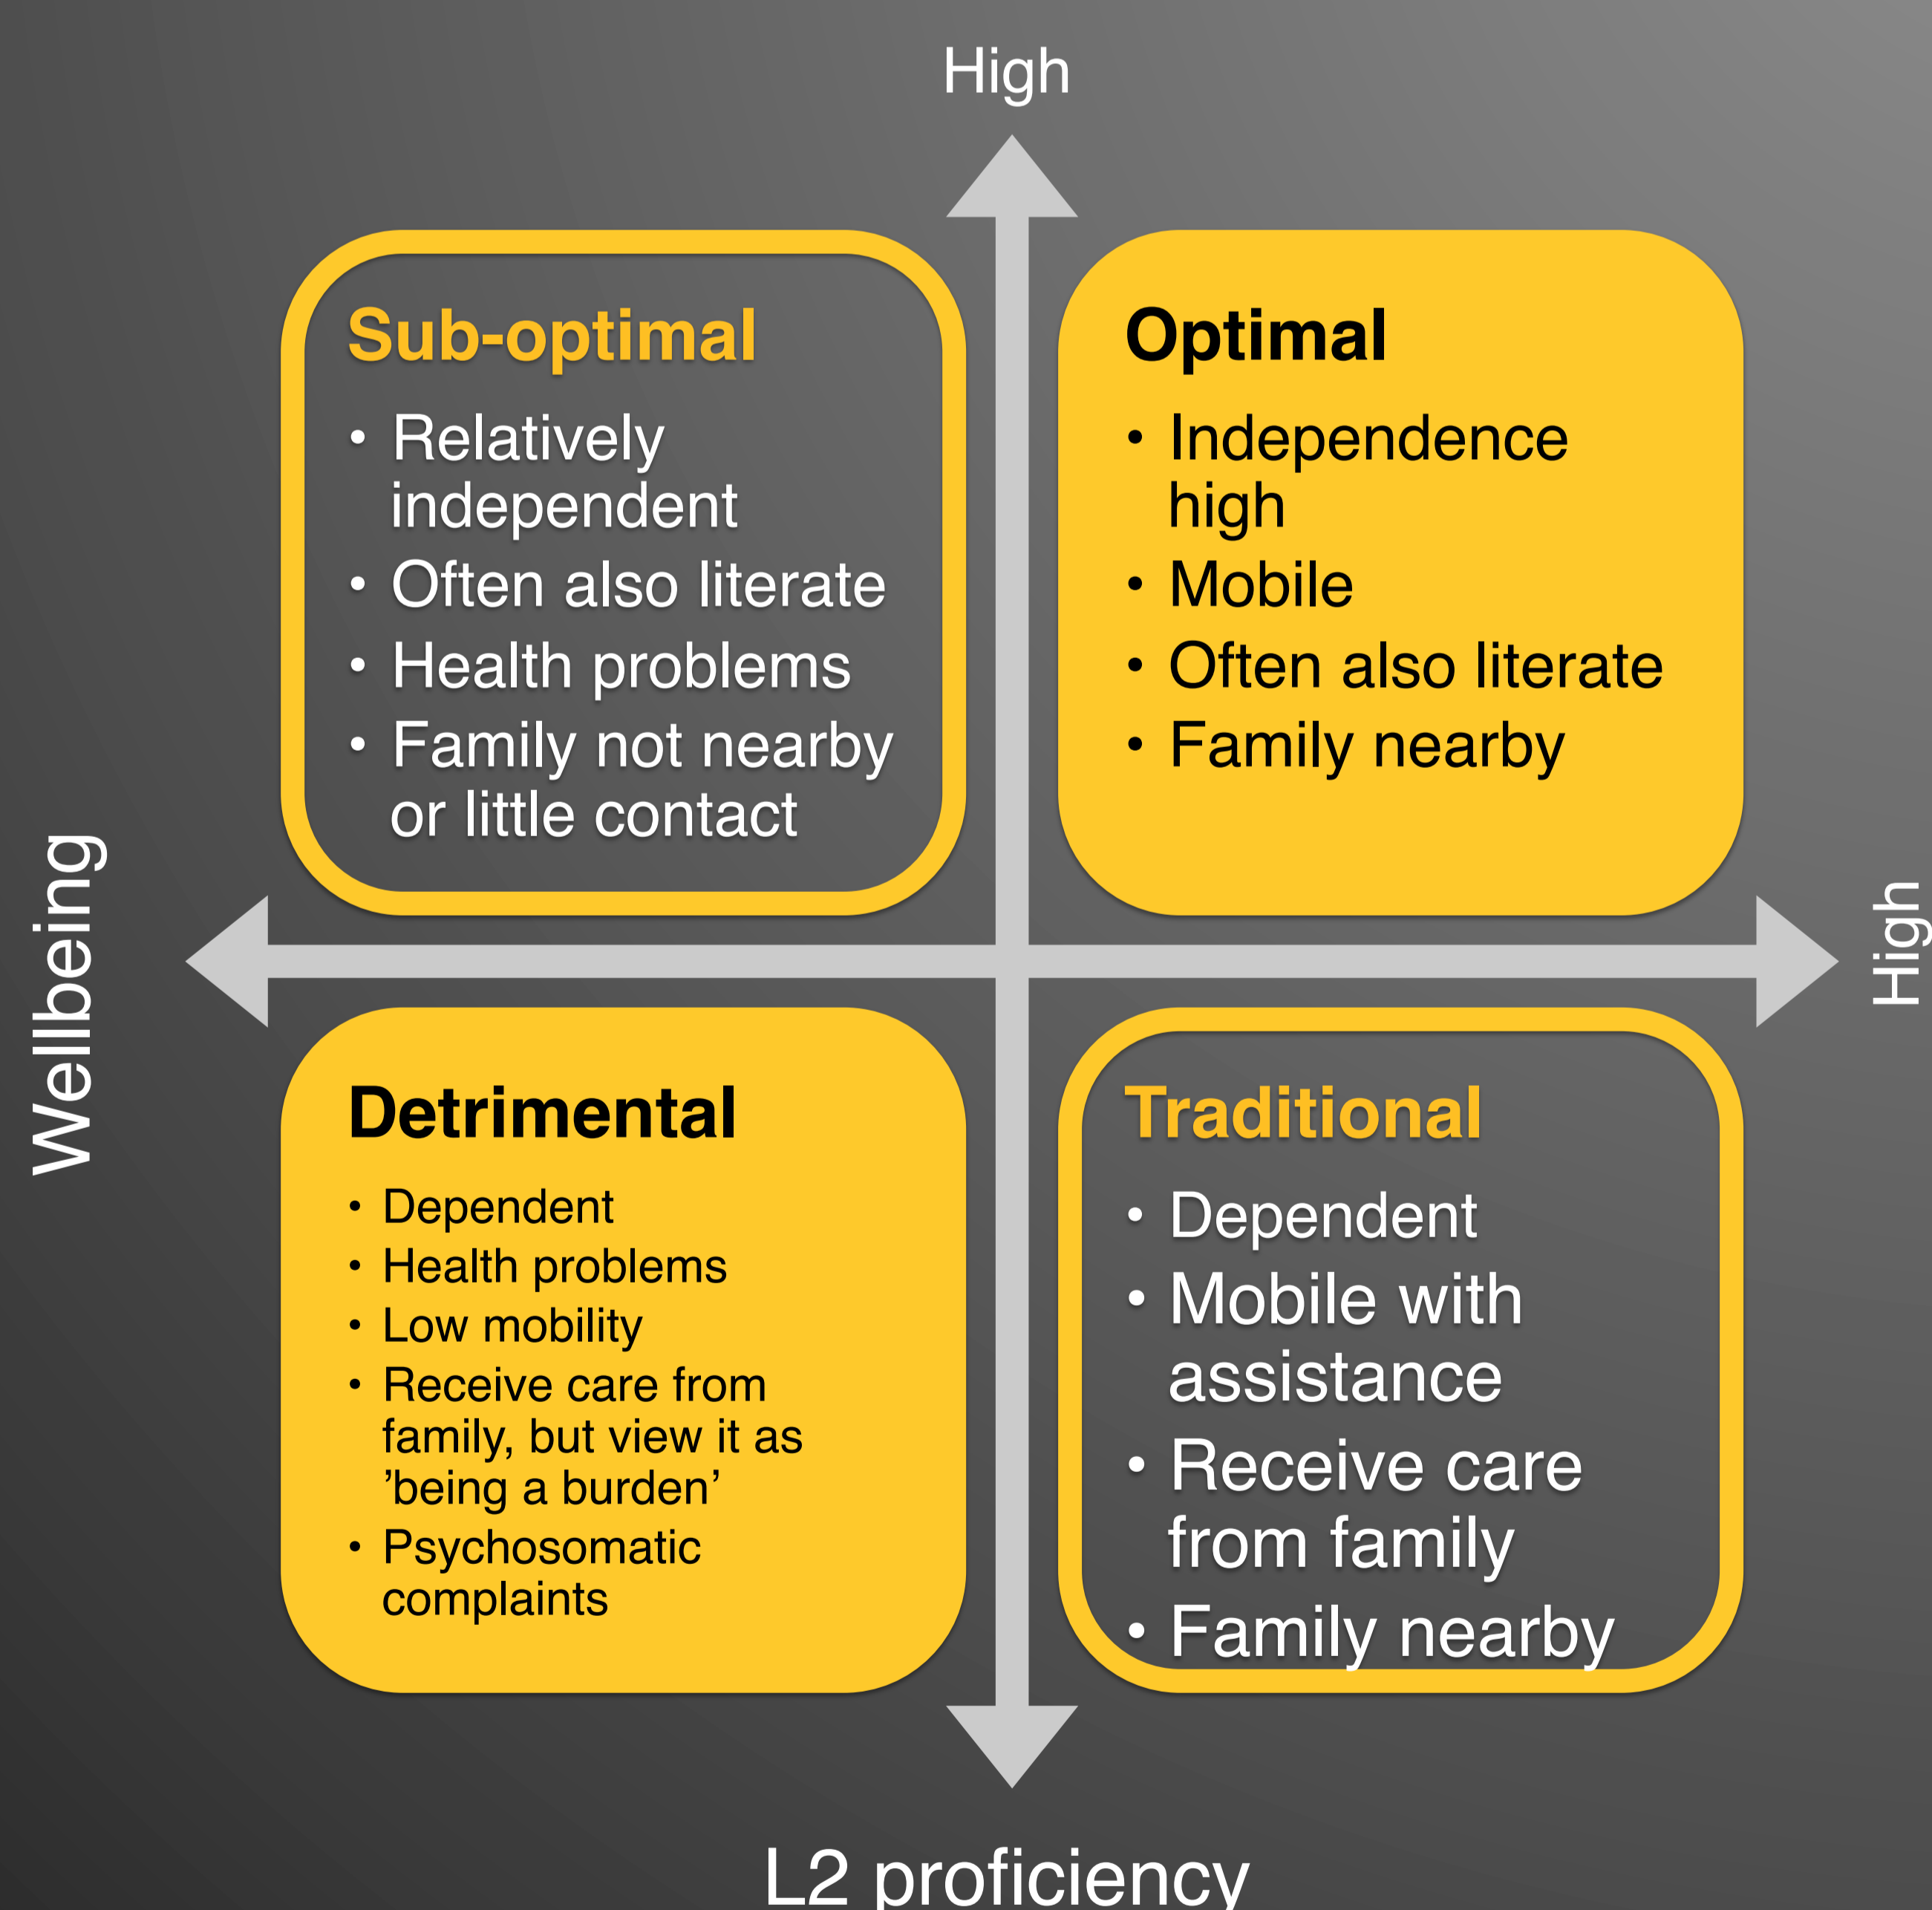 High
Sub-optimal
• Relatively
independent
• Often also literate
• Health problems
• Family not nearby
or little contact
Optimal
• Independence
high
• Mobile
• Often also literate
• Family nearby
Wellbeing
High
Detrimental
• Dependent
• Health problems
• Low mobility
• Receive care from
family, but view it as
’being a burden’
• Psychosomatic
complaints
Traditional
• Dependent
• Mobile with
assistance
• Receive care
from family
• Family nearby
L2 proficiency